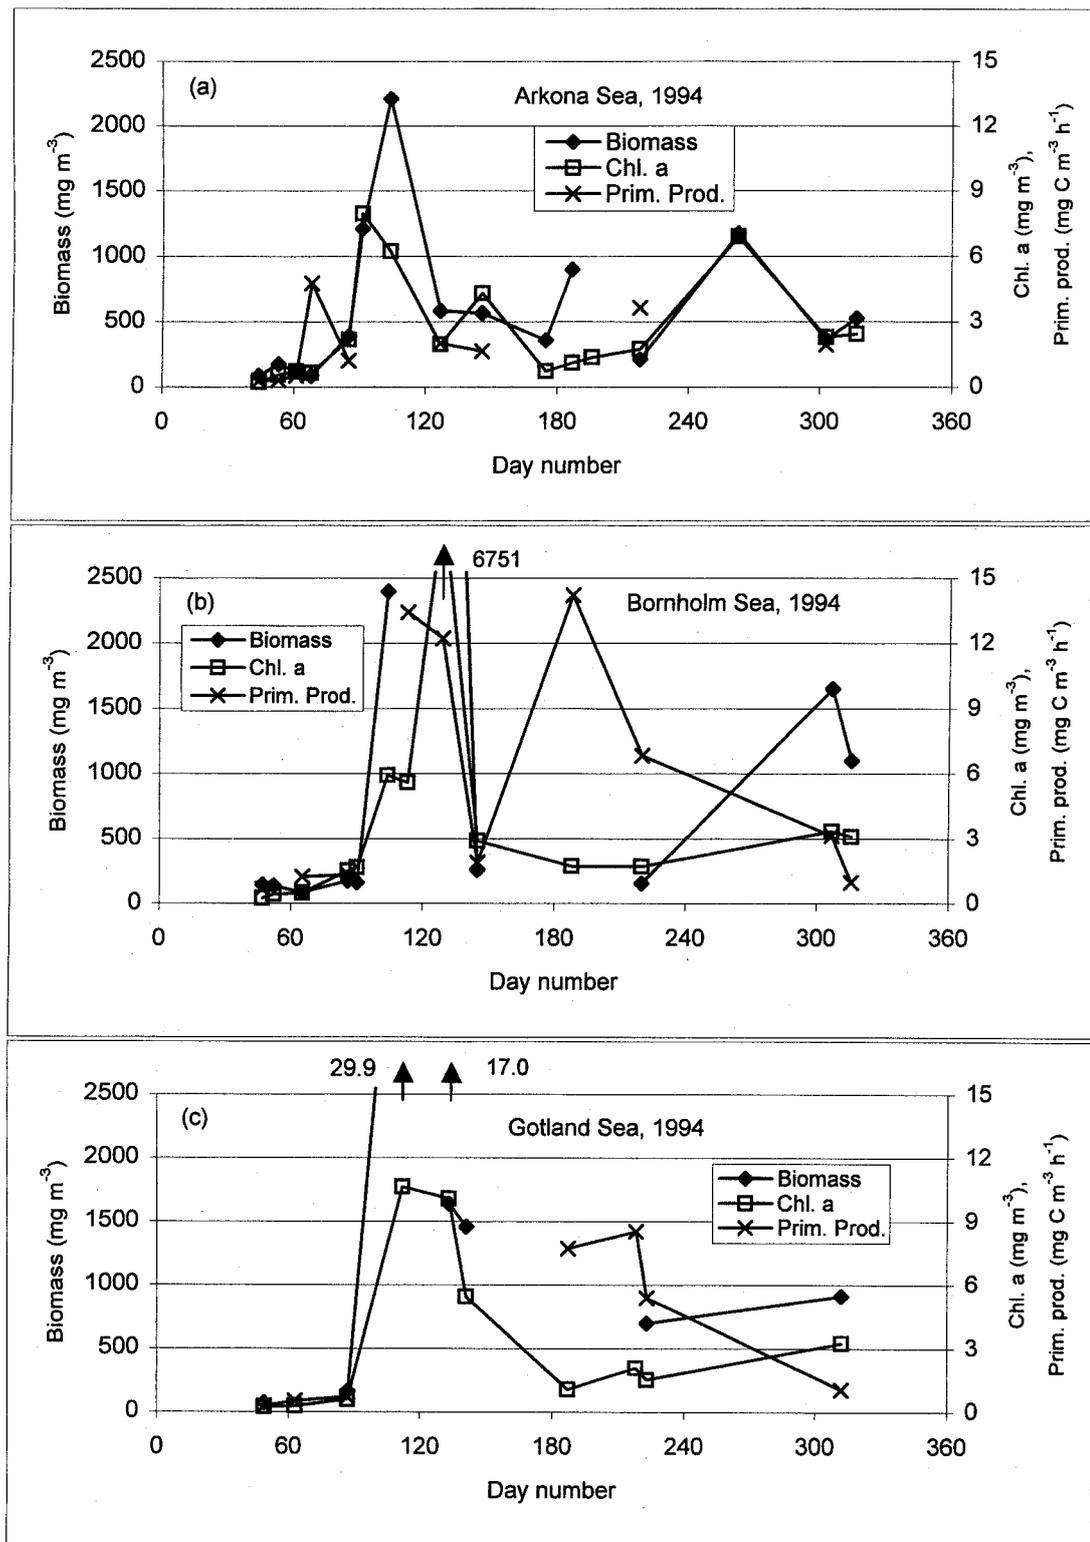 (a)
Arkona Sea, 1994
Biomass
Chl. a
Prim. Prod.
Biomass (mg m⁻³)
2500
2000
1500
1000
500
0
15
12
9
6
3
0
Chl. a (mg m⁻³),
Prim. prod. (mg C m⁻³ h⁻¹)
0 60 120 180 240 300 360
Day number
6751
(b)
Bornholm Sea, 1994
Biomass
Chl. a
Prim. Prod.
Biomass (mg m⁻³)
2500
2000
1500
1000
500
0
15
12
9
6
3
0
Chl. a (mg m⁻³),
Prim. prod. (mg C m⁻³ h⁻¹)
0 60 120 180 240 300 360
Day number
29.9 17.0
(c)
Gotland Sea, 1994
Biomass
Chl. a
Prim. Prod.
Biomass (mg m⁻³)
2500
2000
1500
1000
500
0
15
12
9
6
3
0
Chl. a (mg m⁻³),
Prim. prod. (mg C m⁻³ h⁻¹)
0 60 120 180 240 300 360
Day number